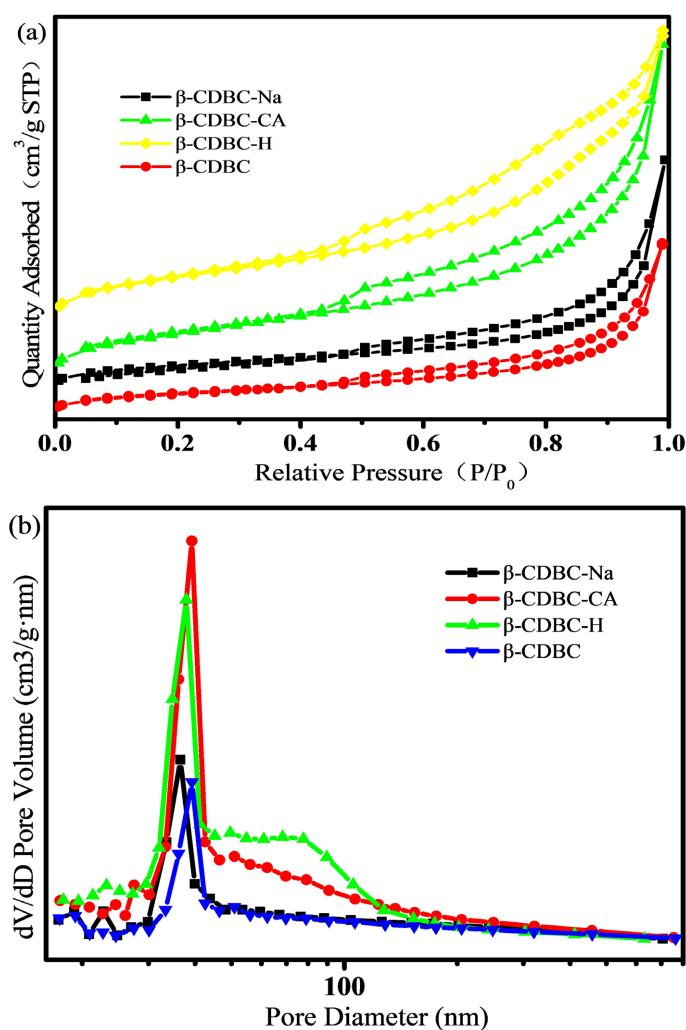 (a)
Quantity Adsorbed（cm³/g STP）
β-CDBC-Na
β-CDBC-CA
β-CDBC-H
β-CDBC
0.0 0.2 0.4 0.6 0.8 1.0
Relative Pressure（P/P₀）
(b)
dV/dD Pore Volume (cm3/g·nm)
β-CDBC-Na
β-CDBC-CA
β-CDBC-H
β-CDBC
100
Pore Diameter (nm)